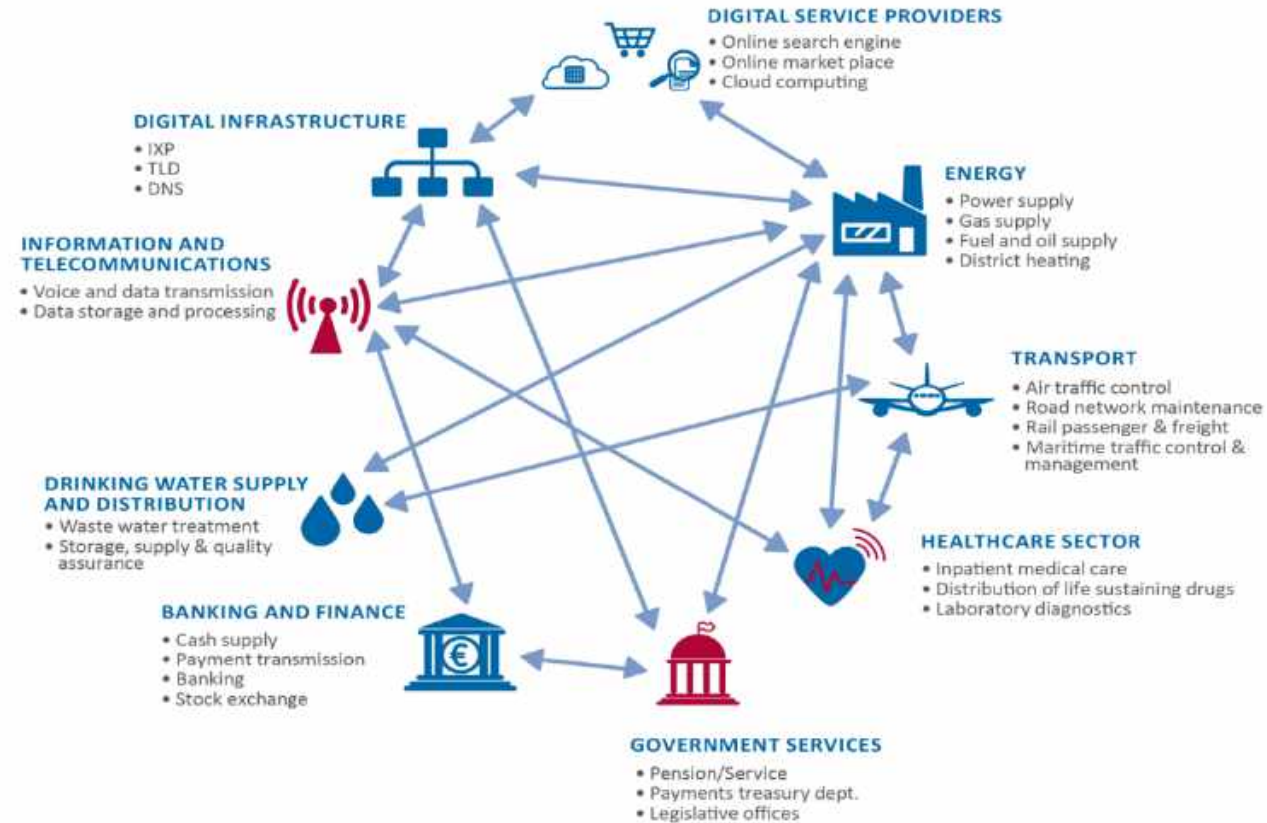 DIGITAL SERVICE PROVIDERS
• Online search engine
• Online market place
• Cloud computing
DIGITAL INFRASTRUCTURE
• IXP
• TLD
• DNS
ENERGY
• Power supply
• Gas supply
• Fuel and oil supply
• District heating
INFORMATION AND
TELECOMMUNICATIONS
• Voice and data transmission
• Data storage and processing
TRANSPORT
• Air traffic control
• Road network maintenance
• Rail passenger & freight
• Maritime traffic control &
management
DRINKING WATER SUPPLY
AND DISTRIBUTION
• Waste water treatment
• Storage, supply & quality
assurance
HEALTHCARE SECTOR
• Inpatient medical care
• Distribution of life sustaining drugs
• Laboratory diagnostics
BANKING AND FINANCE
• Cash supply
• Payment transmission
• Banking
• Stock exchange
€
GOVERNMENT SERVICES
• Pension/Service
• Payments treasury dept.
• Legislative offices